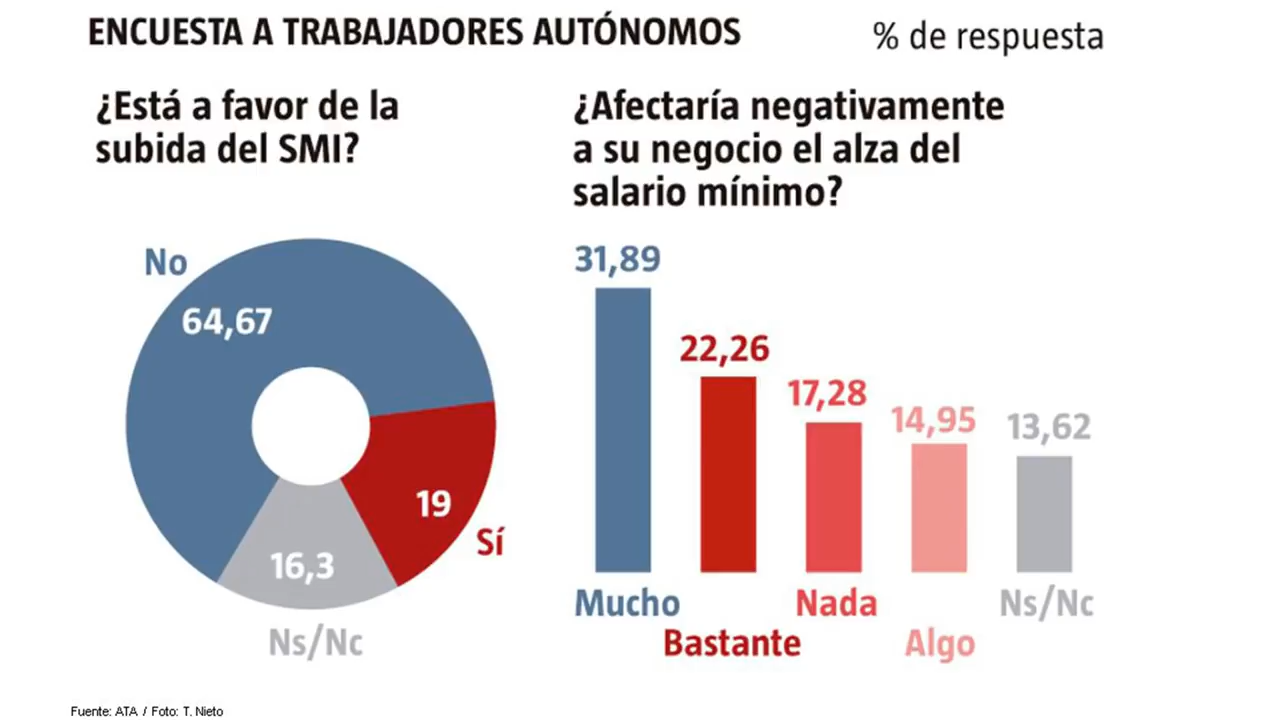 ENCUESTA A TRABAJADORES AUTÓNOMOS
% de respuesta
¿Está a favor de la
subida del SMI?
No
64,67
19
Sí
16,3
Ns/Nc
¿Afectaría negativamente
a su negocio el alza del
salario mínimo?
31,89
22,26
17,28
14,95
13,62
Mucho
Bastante
Nada
Algo
Ns/Nc
Fuente: ATA / Foto: T. Nieto